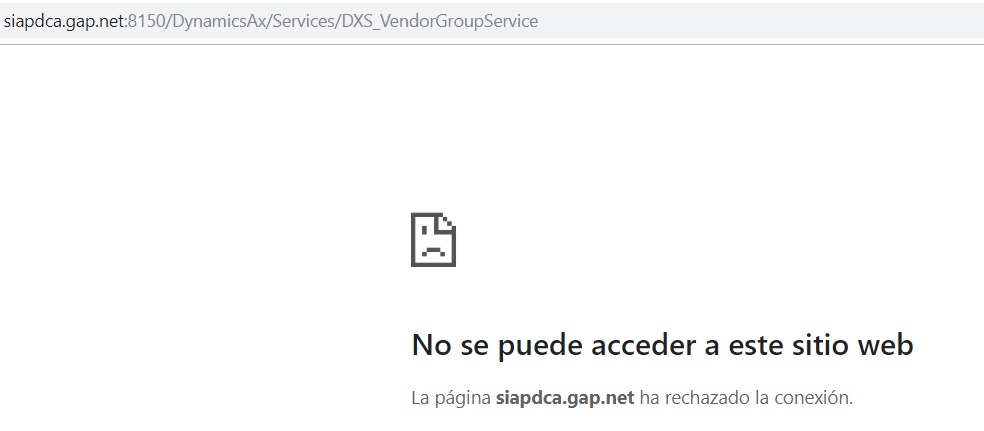 siapdca.gap.net:8150/DynamicsAx/Services/DXS_VendorGroupService
No se puede acceder a este sitio web
La página siapdca.gap.net ha rechazado la conexión.